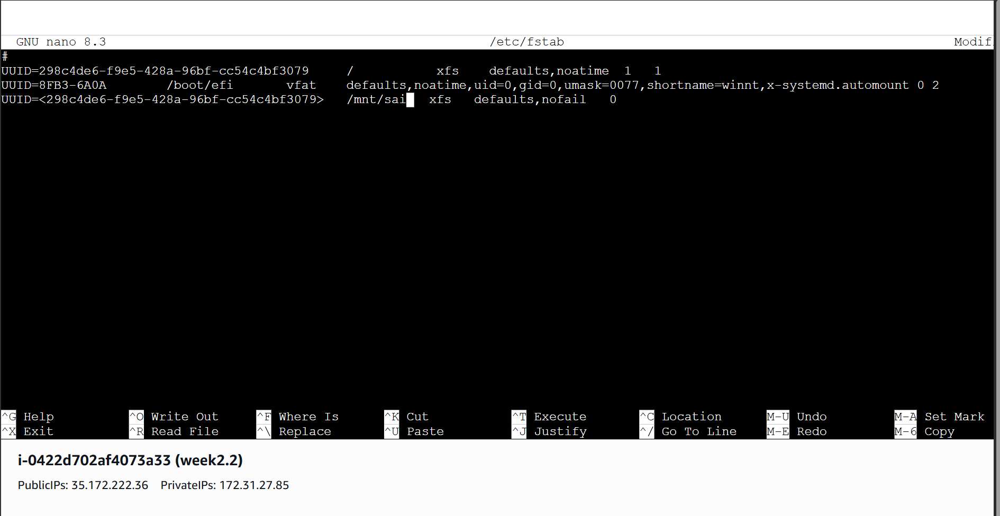 GNU nano 8.3 /etc/fstab Modif
#
UUID=298c4de6-f9e5-428a-96bf-cc54c4bf3079 / xfs defaults,noatime 1 1
UUID=8FB3-6A0A /boot/efi vfat defaults,noatime,uid=0,gid=0,umask=0077,shortname=winnt,x-systemd.automount 0 2
UUID=<298c4de6-f9e5-428a-96bf-cc54c4bf3079> /mnt/sai xfs defaults,nofail 0
^G Help ^O Write Out ^F Where Is ^K Cut ^T Execute ^C Location M-U Undo M-A Set Mark
^X Exit ^R Read File ^\ Replace ^U Paste ^J Justify ^/ Go To Line M-E Redo M-6 Copy
i-0422d702af4073a33 (week2.2)
PublicIPs: 35.172.222.36 PrivateIPs: 172.31.27.85